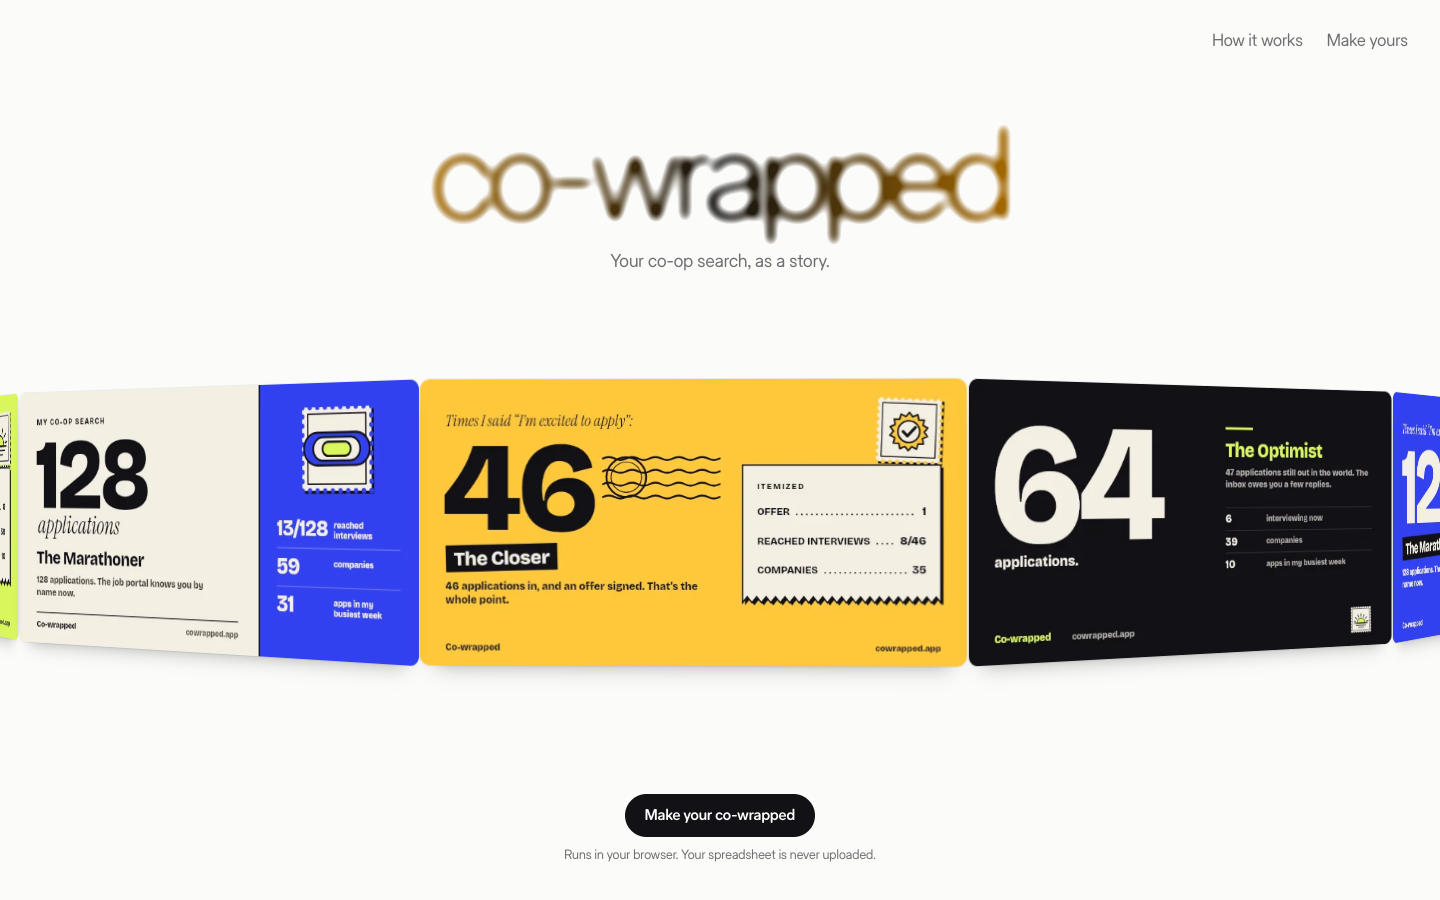 How it works
Make yours
co-wrapped
Your co-op search, as a story.
MY CO-OP SEARCH
128
applications
The Marathoner
128 applications. The job portal knows you by
name now.
Co-wrapped
cowrapped.app
13/128 reached
interviews
59 companies
31 apps in my
busiest week
Times I said “I'm excited to apply”:
46
The Closer
46 applications in, and an offer signed. That's the
whole point.
Co-wrapped
ITEMIZED
OFFER 1
REACHED INTERVIEWS 8/46
COMPANIES 35
cowrapped.app
64
applications.
Co-wrapped cowrapped.app
The Optimist
47 applications still out in the world. The
inbox owes you a few replies.
6 interviewing now
39 companies
10 apps in my busiest week
Make your co-wrapped
Runs in your browser. Your spreadsheet is never uploaded.